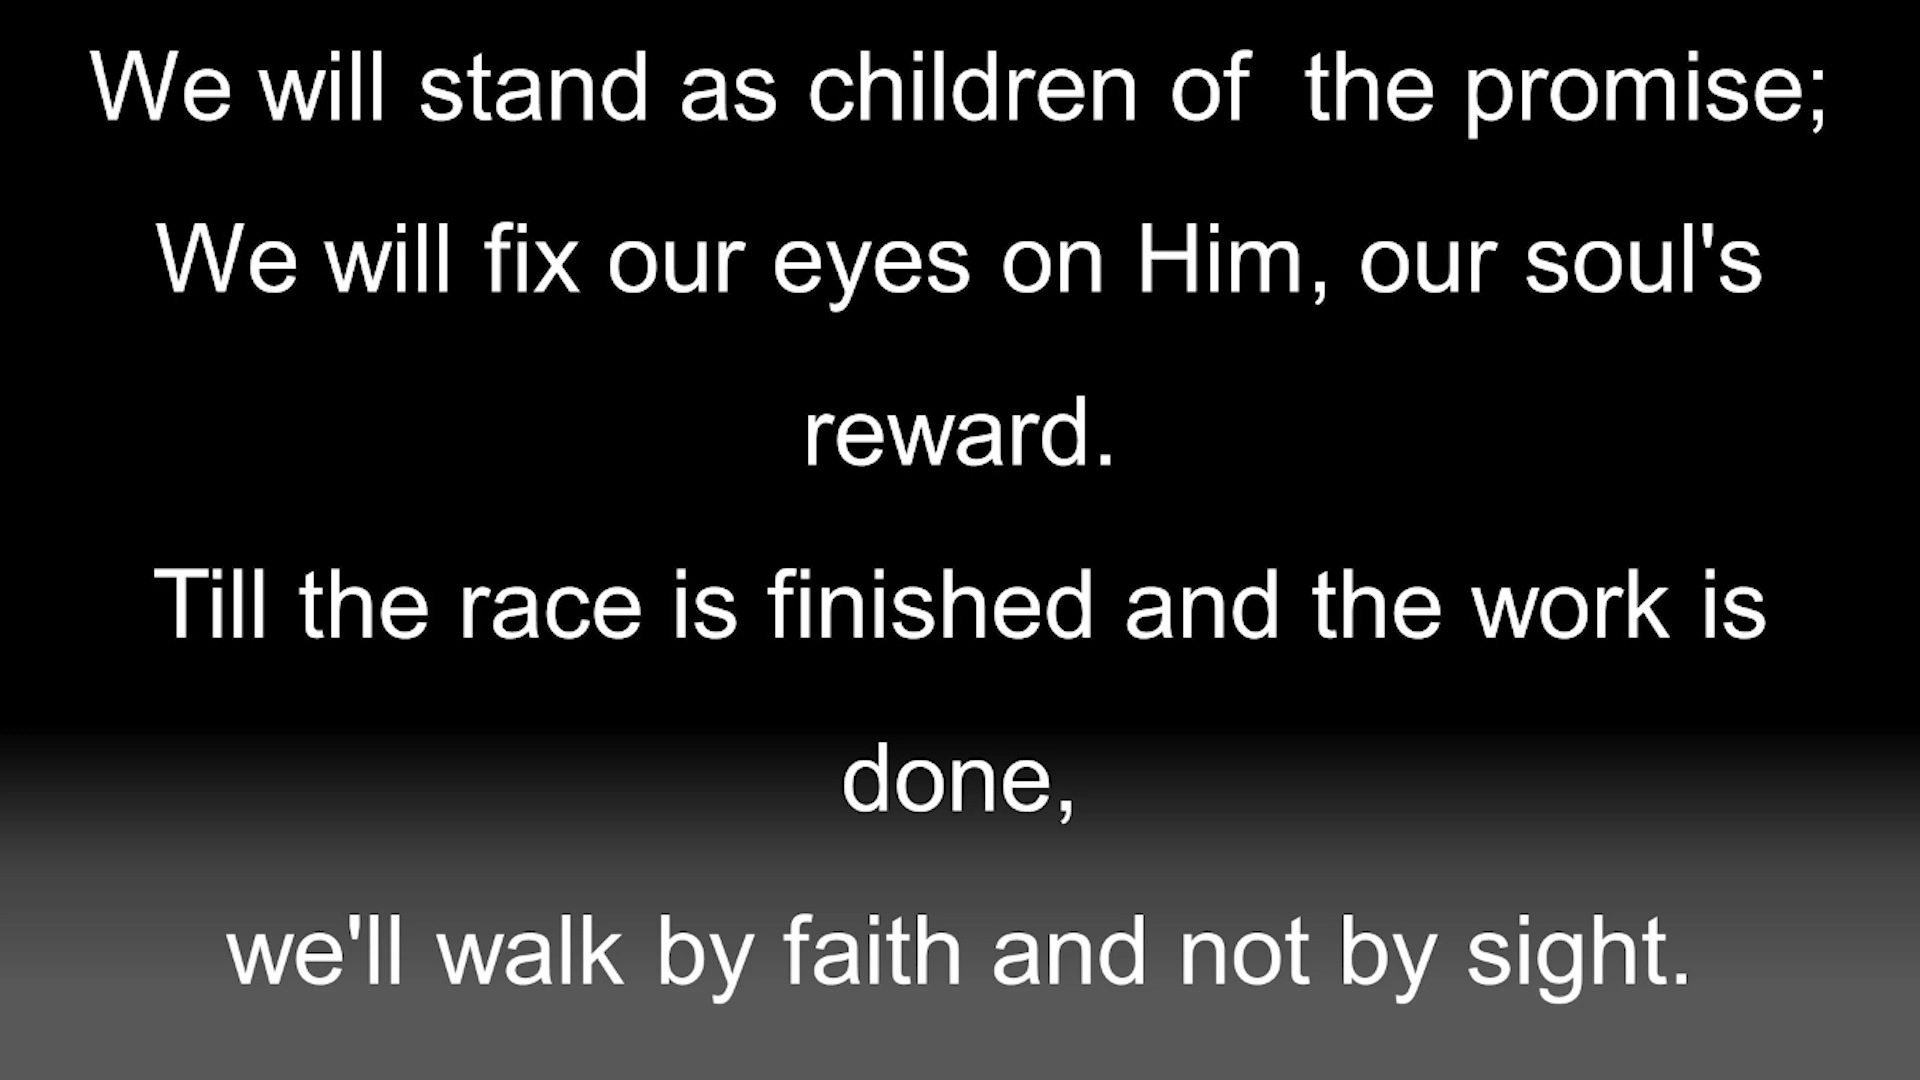 We will stand as children of  the promise;
We will fix our eyes on Him, our soul's
reward.
Till the race is finished and the work is
done,
we'll walk by faith and not by sight.